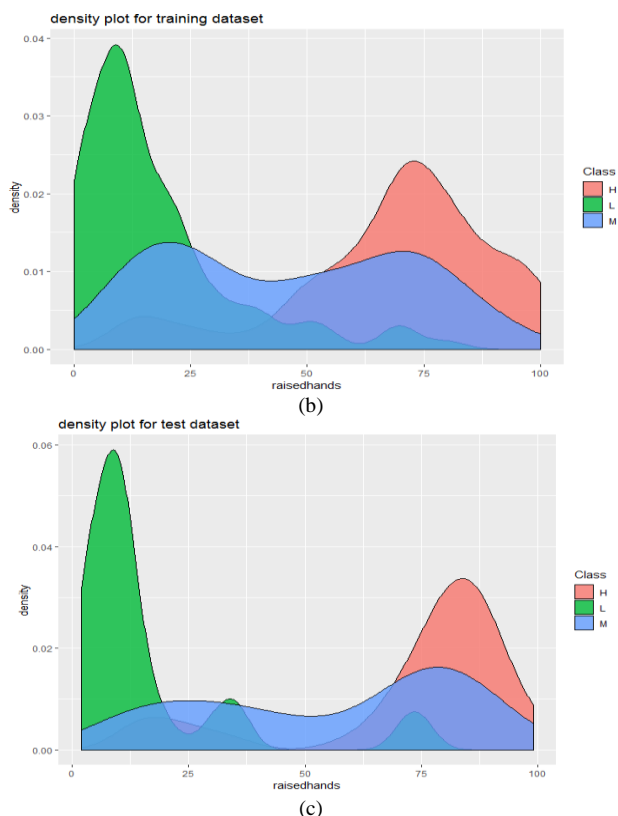 density plot for training dataset
0.04
0.03
0.02
0.01
0.00
density
0
25
50
75
100
raisedhands
Class
H
L
M
(b)
density plot for test dataset
0.06
0.04
0.02
0.00
density
0
25
50
75
100
raisedhands
Class
H
L
M
(c)